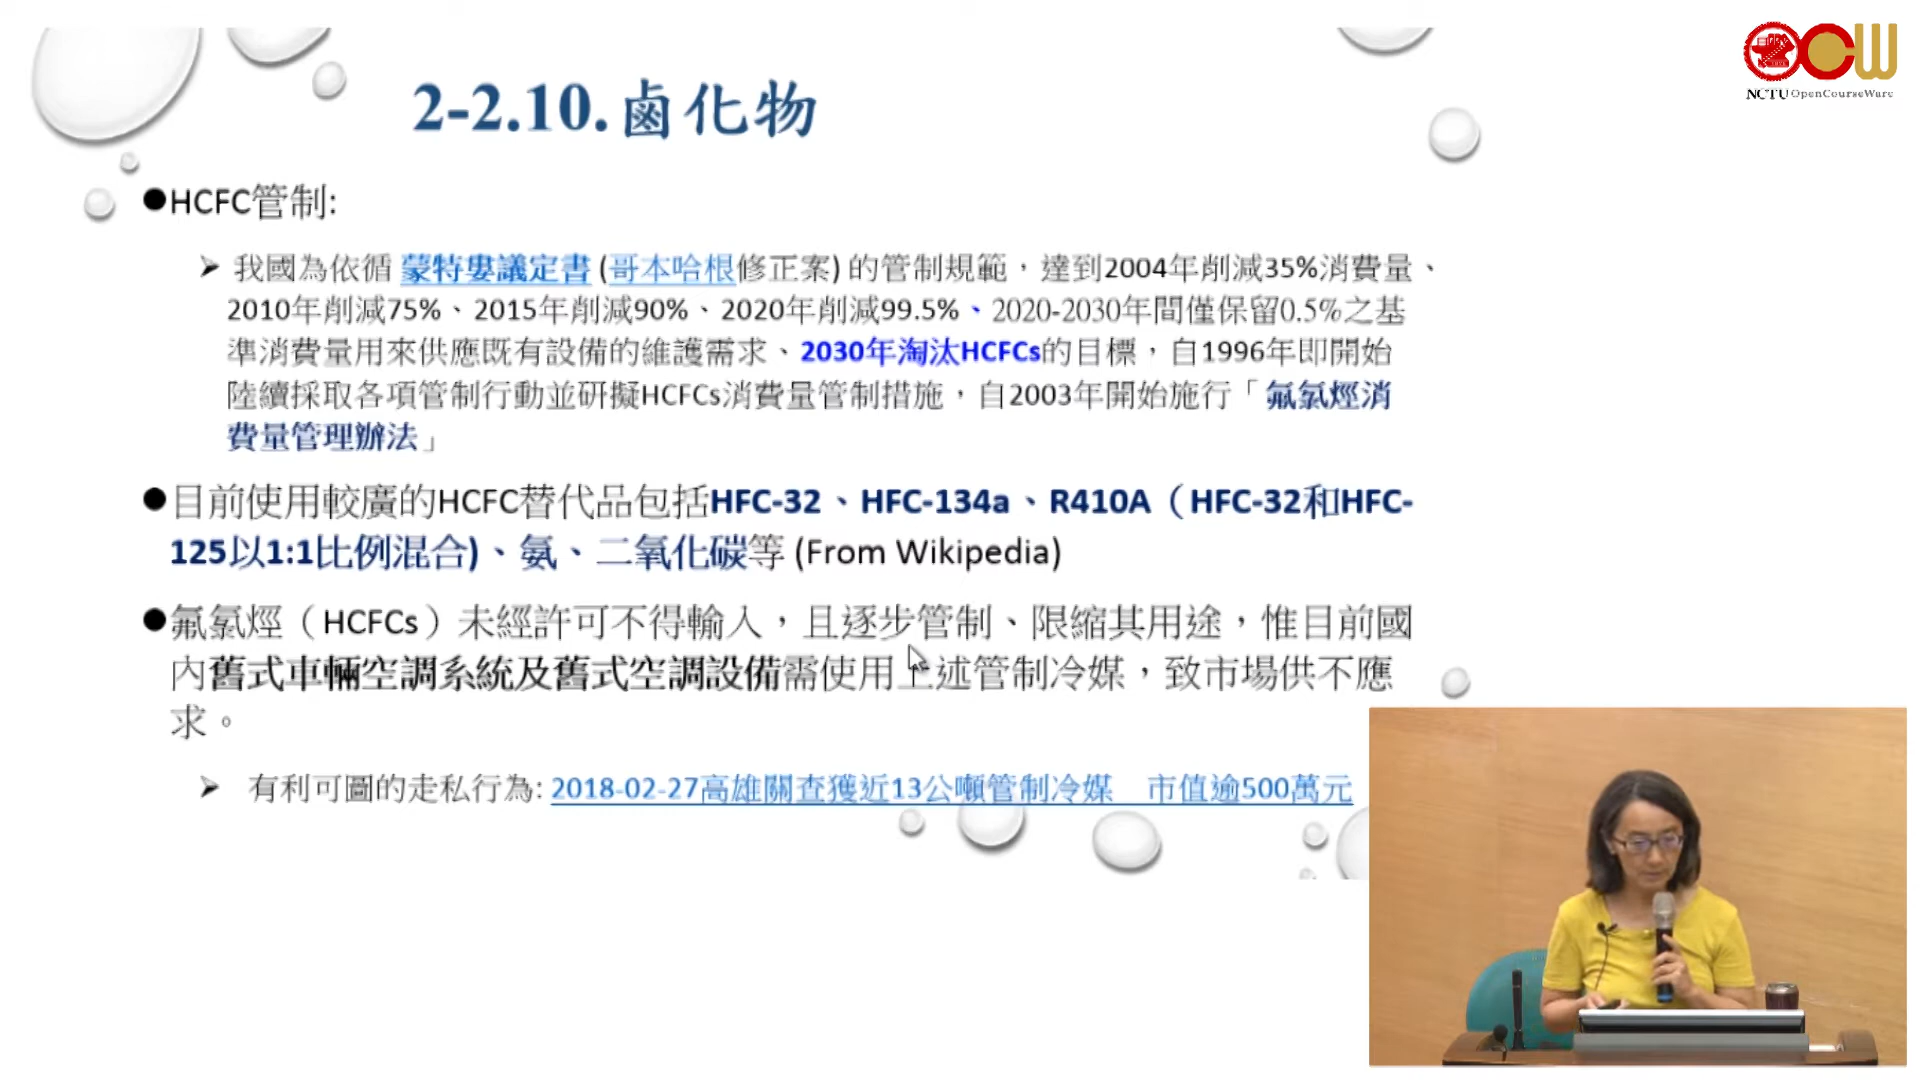 NCTU OpenCourseWare
2-2.10.鹵化物
●HCFC管制:
➢ 我國為依循 蒙特婁議定書 (哥本哈根修正案) 的管制規範，達到2004年削減35%消費量、
2010年削減75%、2015年削減90%、2020年削減99.5%、2020-2030年間僅保留0.5%之基
準消費量用來供應既有設備的維護需求、2030年淘汰HCFCs的目標，自1996年即開始
陸續採取各項管制行動並研擬HCFCs消費量管制措施，自2003年開始施行「氟氯烴消
費量管理辦法」
●目前使用較廣的HCFC替代品包括HFC-32、HFC-134a、R410A（HFC-32和HFC-
125以1:1比例混合)、氨、二氧化碳等 (From Wikipedia)
●氟氯烴（HCFCs）未經許可不得輸入，且逐步管制、限縮其用途，惟目前國
內舊式車輛空調系統及舊式空調設備需使用上述管制冷媒，致市場供不應
求。
➢ 有利可圖的走私行為: 2018-02-27高雄關查獲近13公噸管制冷媒 市值逾500萬元